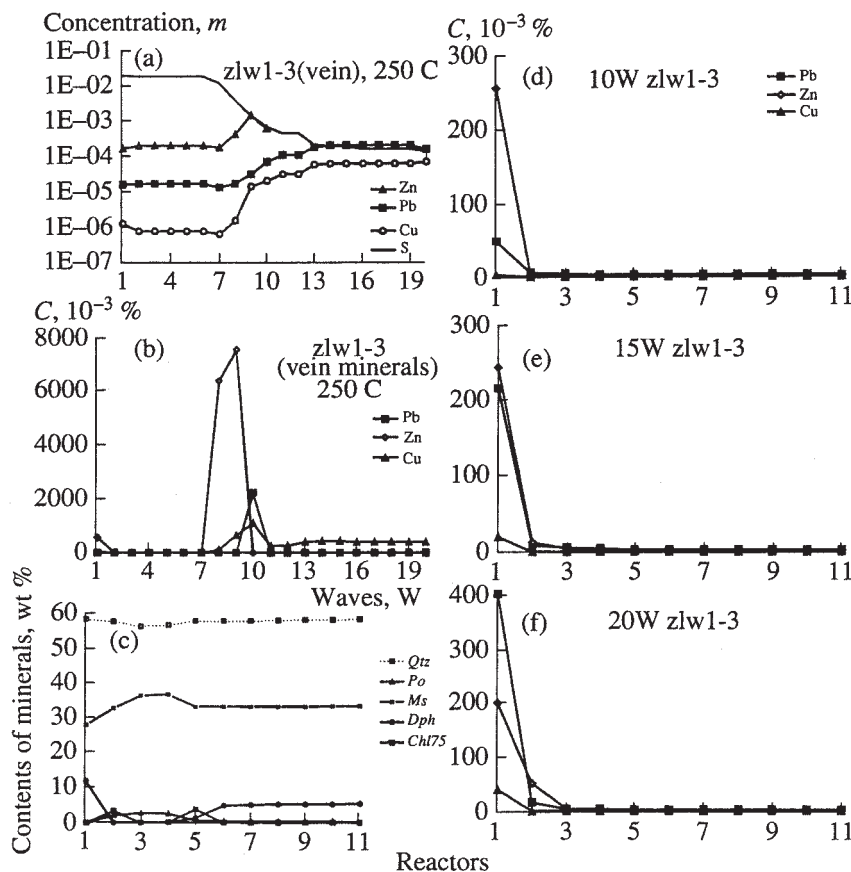 Concentration, m
1E–01
(a)
zlw1-3(vein), 250 C
1E–02
1E–03
1E–04
1E–05
1E–06
1E–07
Zn
Pb
Cu
S
1 4 7 10 13 16 19
C, 10⁻³ %
8000
(b)
zlw1-3
(vein minerals)
250 C
6000
4000
2000
0
Pb
Zn
Cu
1 4 7 10 13 16 19
Waves, W
Contents of minerals, wt %
60
(c)
50
40
30
20
10
0
Qtz
Po
Ms
Dph
Chl75
1 3 5 7 9 11
C, 10⁻³ %
300
(d)
10W zlw1-3
200
100
0
Pb
Zn
Cu
1 3 5 7 9 11
300
(e)
15W zlw1-3
200
100
0
1 3 5 7 9 11
400
(f)
20W zlw1-3
300
200
100
0
1 3 5 7 9 11
Reactors